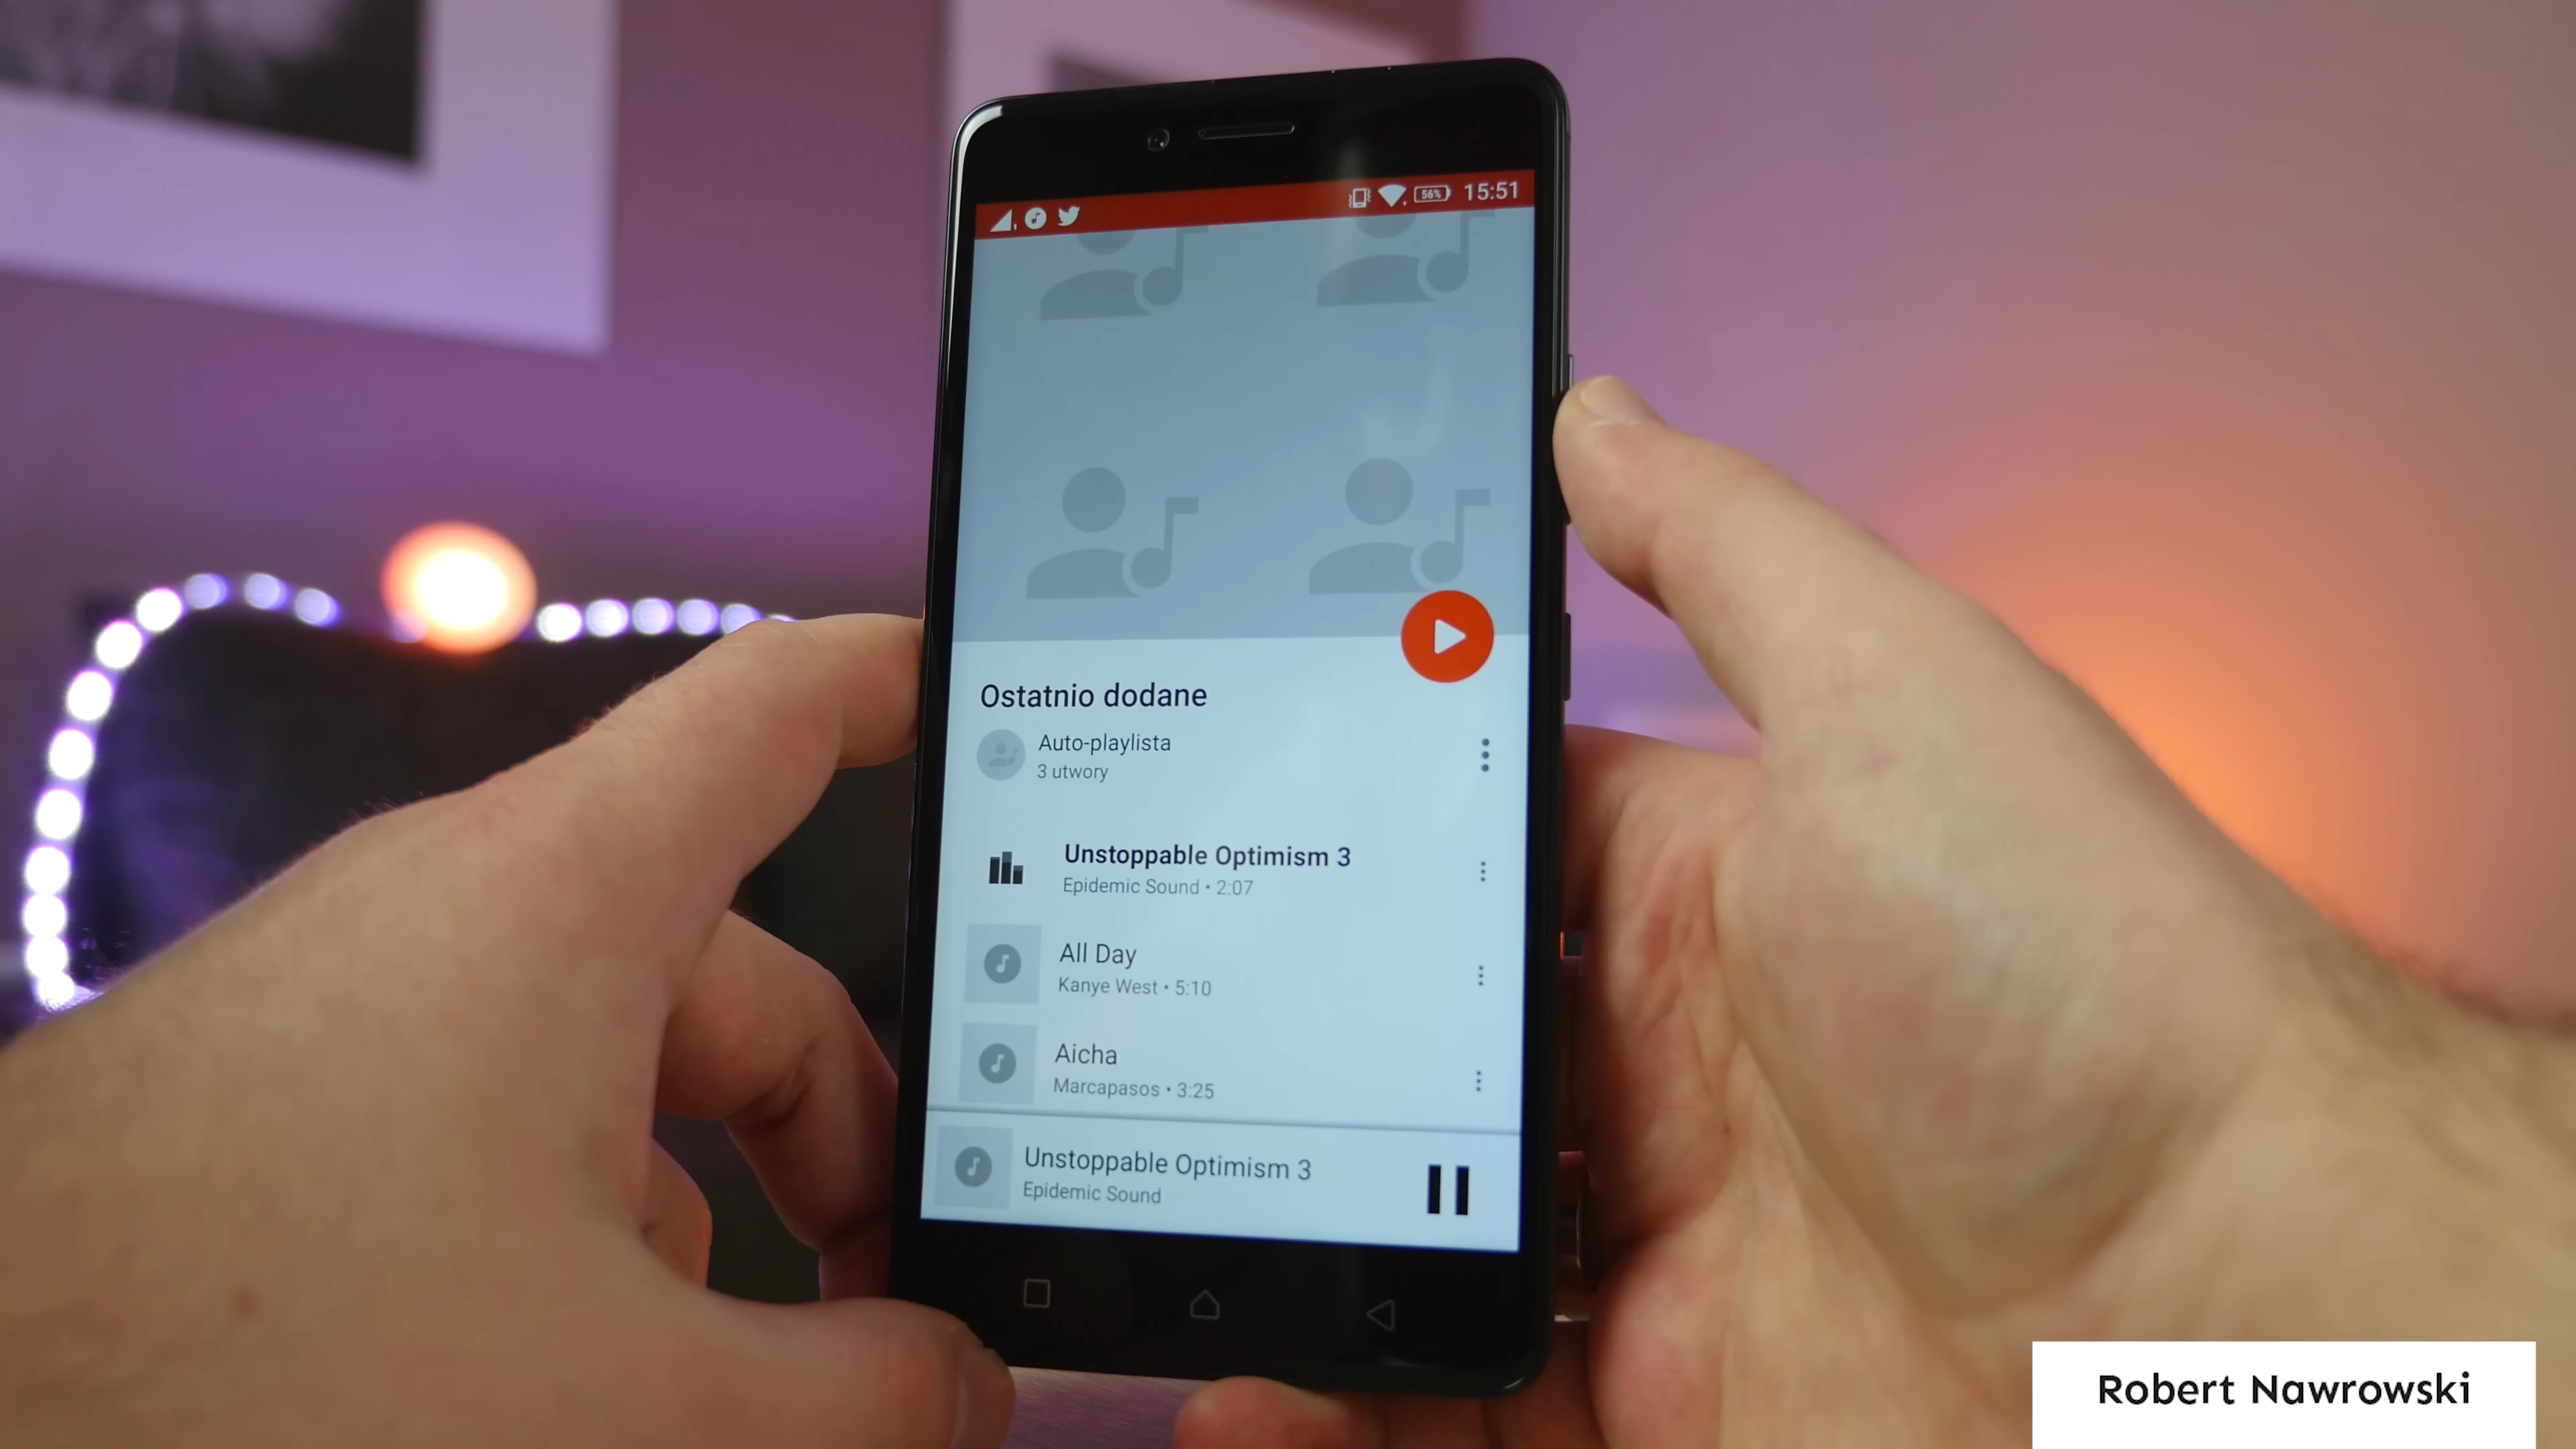 56% 15:51
Ostatnio dodane
Auto-playlista
3 utwory
Unstoppable Optimism 3
Epidemic Sound • 2:07
All Day
Kanye West • 5:10
Aicha
Marcapasos • 3:25
Unstoppable Optimism 3
Epidemic Sound
Robert Nawrowski